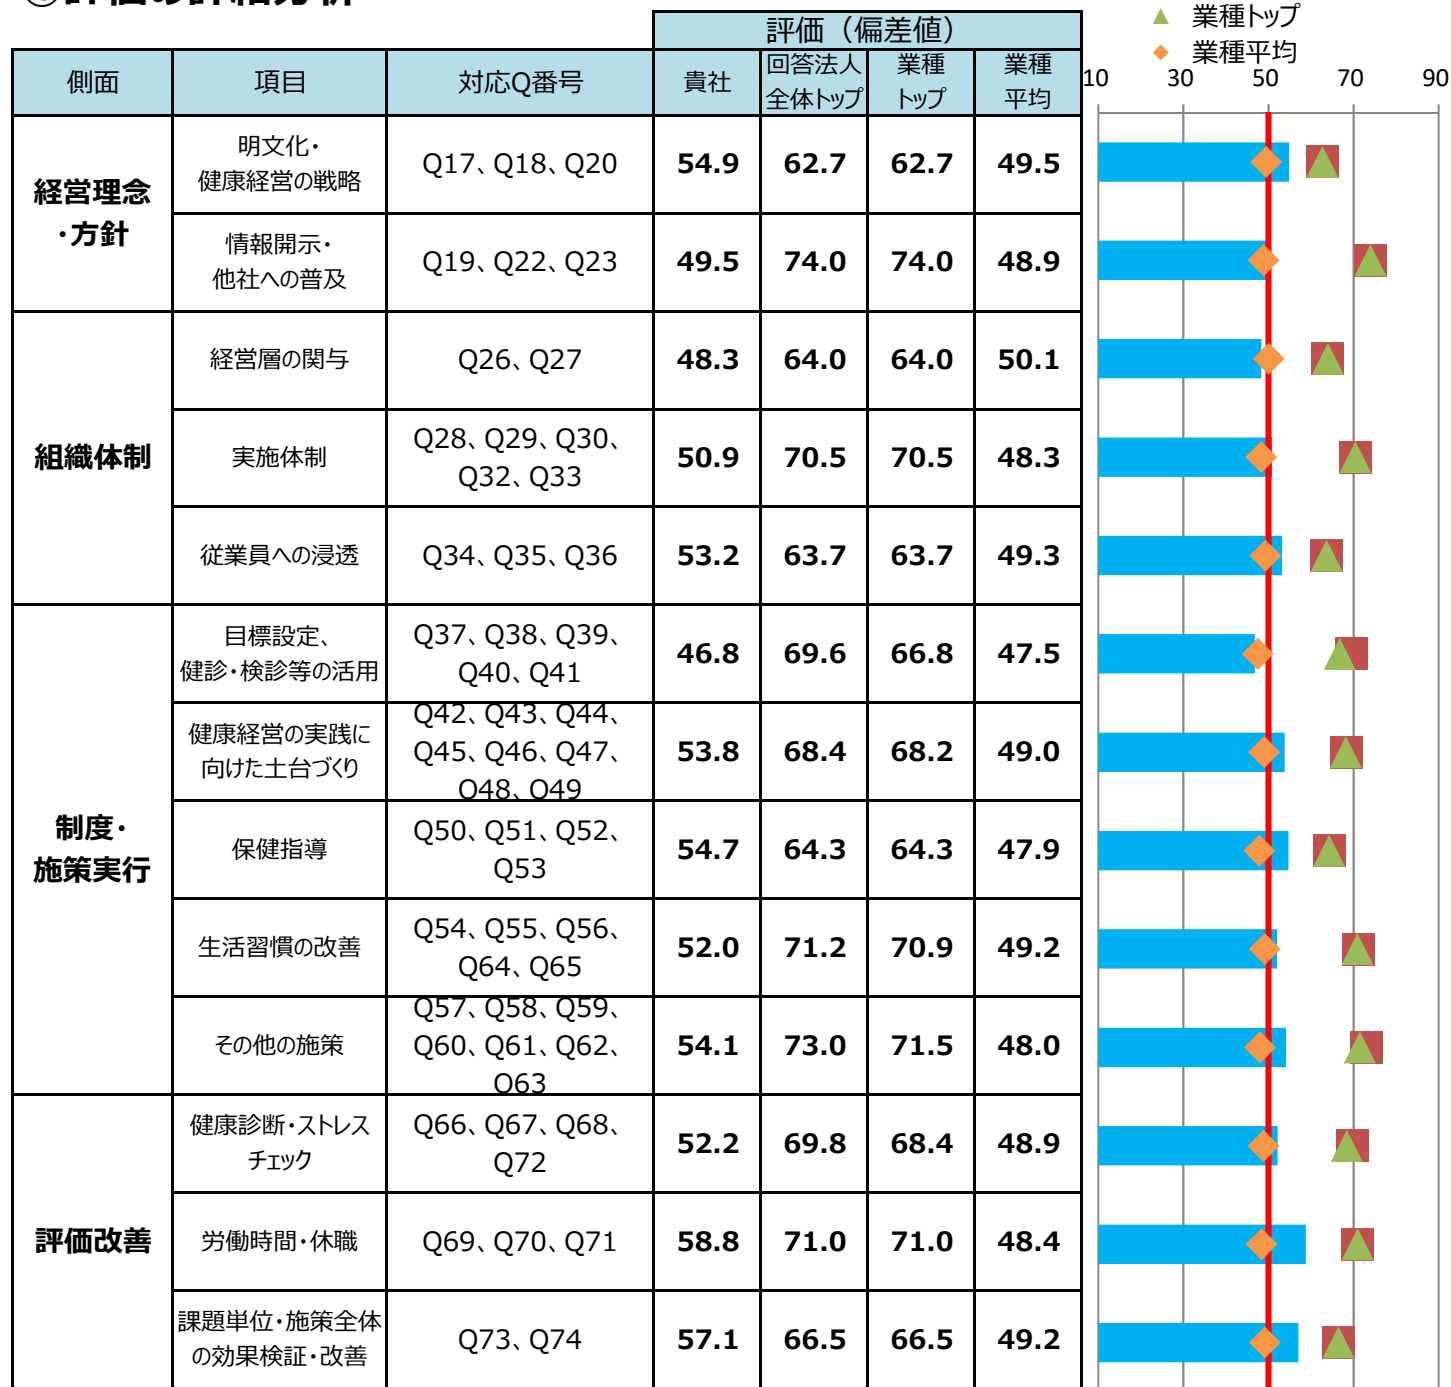 ①評価の詳細分析
▲ 業種トップ
◆ 業種平均
評価（偏差値）
側面 項目 対応Q番号 貴社 回答法人全体トップ 業種トップ 業種平均
10 30 50 70 90
経営理念・方針
明文化・
健康経営の戦略
Q17、Q18、Q20 54.9 62.7 62.7 49.5
情報開示・
他社への普及
Q19、Q22、Q23 49.5 74.0 74.0 48.9
組織体制
経営層の関与 Q26、Q27 48.3 64.0 64.0 50.1
実施体制
Q28、Q29、Q30、
Q32、Q33
50.9 70.5 70.5 48.3
従業員への浸透 Q34、Q35、Q36 53.2 63.7 63.7 49.3
制度・
施策実行
目標設定、
健診・検診等の活用
Q37、Q38、Q39、
Q40、Q41
46.8 69.6 66.8 47.5
健康経営の実践に
向けた土台づくり
Q42、Q43、Q44、
Q45、Q46、Q47、
Q48、Q49
53.8 68.4 68.2 49.0
保健指導
Q50、Q51、Q52、
Q53
54.7 64.3 64.3 47.9
生活習慣の改善
Q54、Q55、Q56、
Q64、Q65
52.0 71.2 70.9 49.2
その他の施策
Q57、Q58、Q59、
Q60、Q61、Q62、
Q63
54.1 73.0 71.5 48.0
評価改善
健康診断・ストレス
チェック
Q66、Q67、Q68、
Q72
52.2 69.8 68.4 48.9
労働時間・休職 Q69、Q70、Q71 58.8 71.0 71.0 48.4
課題単位・施策全体
の効果検証・改善
Q73、Q74 57.1 66.5 66.5 49.2